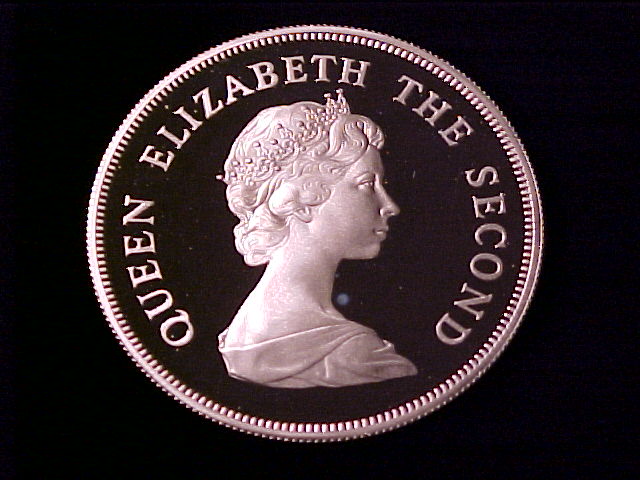 QUEEN ELIZABETH THE SECOND